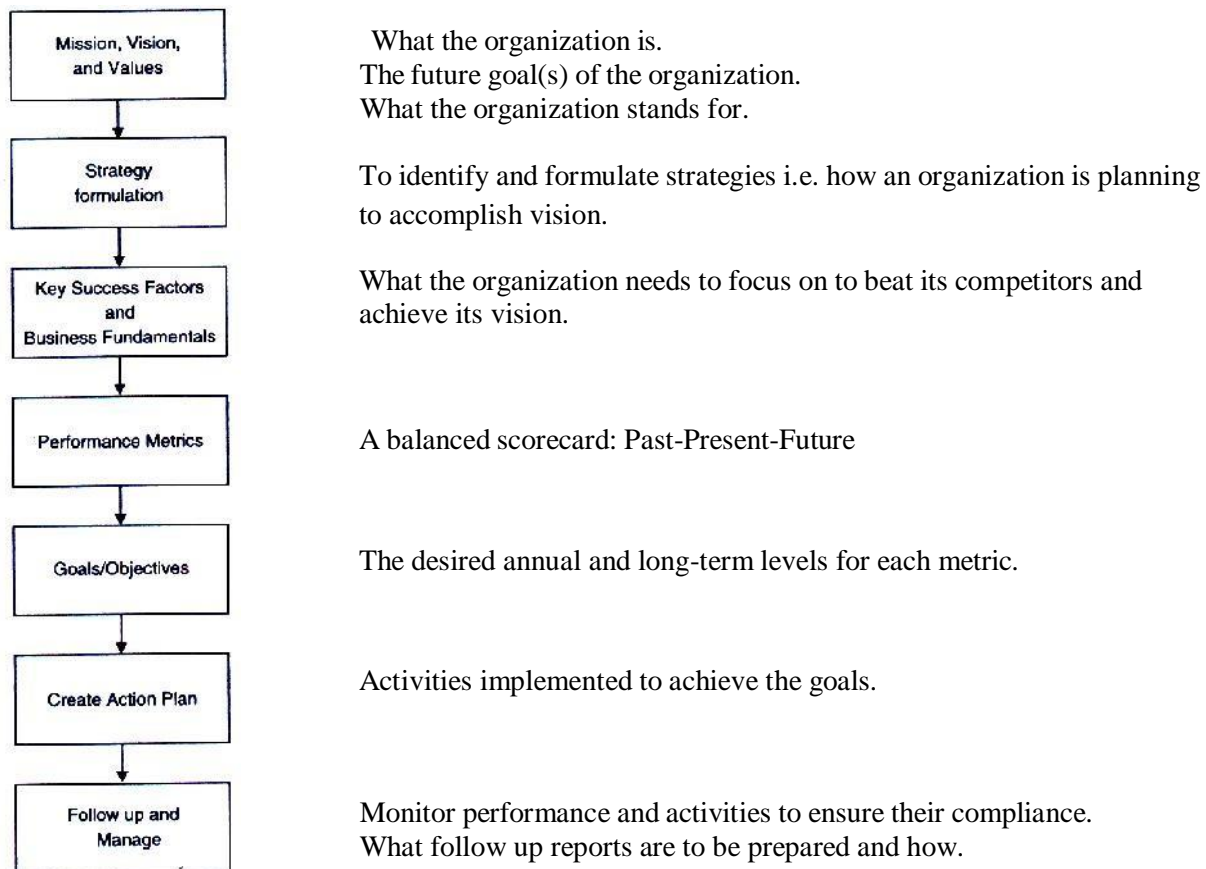 Mission, Vision,
and Values
What the organization is.
The future goal(s) of the organization.
What the organization stands for.
Strategy
formulation
To identify and formulate strategies i.e. how an organization is planning
to accomplish vision.
Key Success Factors
and
Business Fundamentals
What the organization needs to focus on to beat its competitors and
achieve its vision.
Performance Metrics
A balanced scorecard: Past-Present-Future
Goals/Objectives
The desired annual and long-term levels for each metric.
Create Action Plan
Activities implemented to achieve the goals.
Follow up and
Manage
Monitor performance and activities to ensure their compliance.
What follow up reports are to be prepared and how.